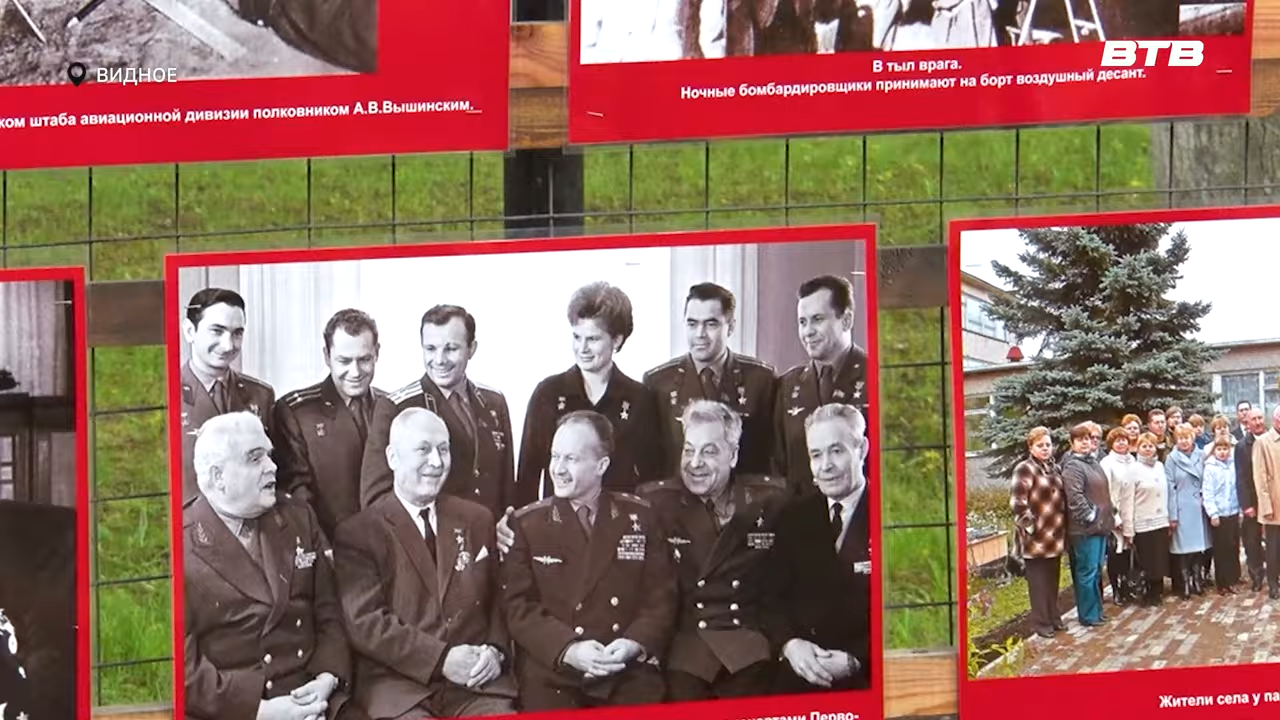 ВТВ
ВИДНОЕ
ком штаба авиационной дивизии полковником А.В.Вышинским.
В тыл врага.
Ночные бомбардировщики принимают на борт воздушный десант.
Перво-
Жители села у па